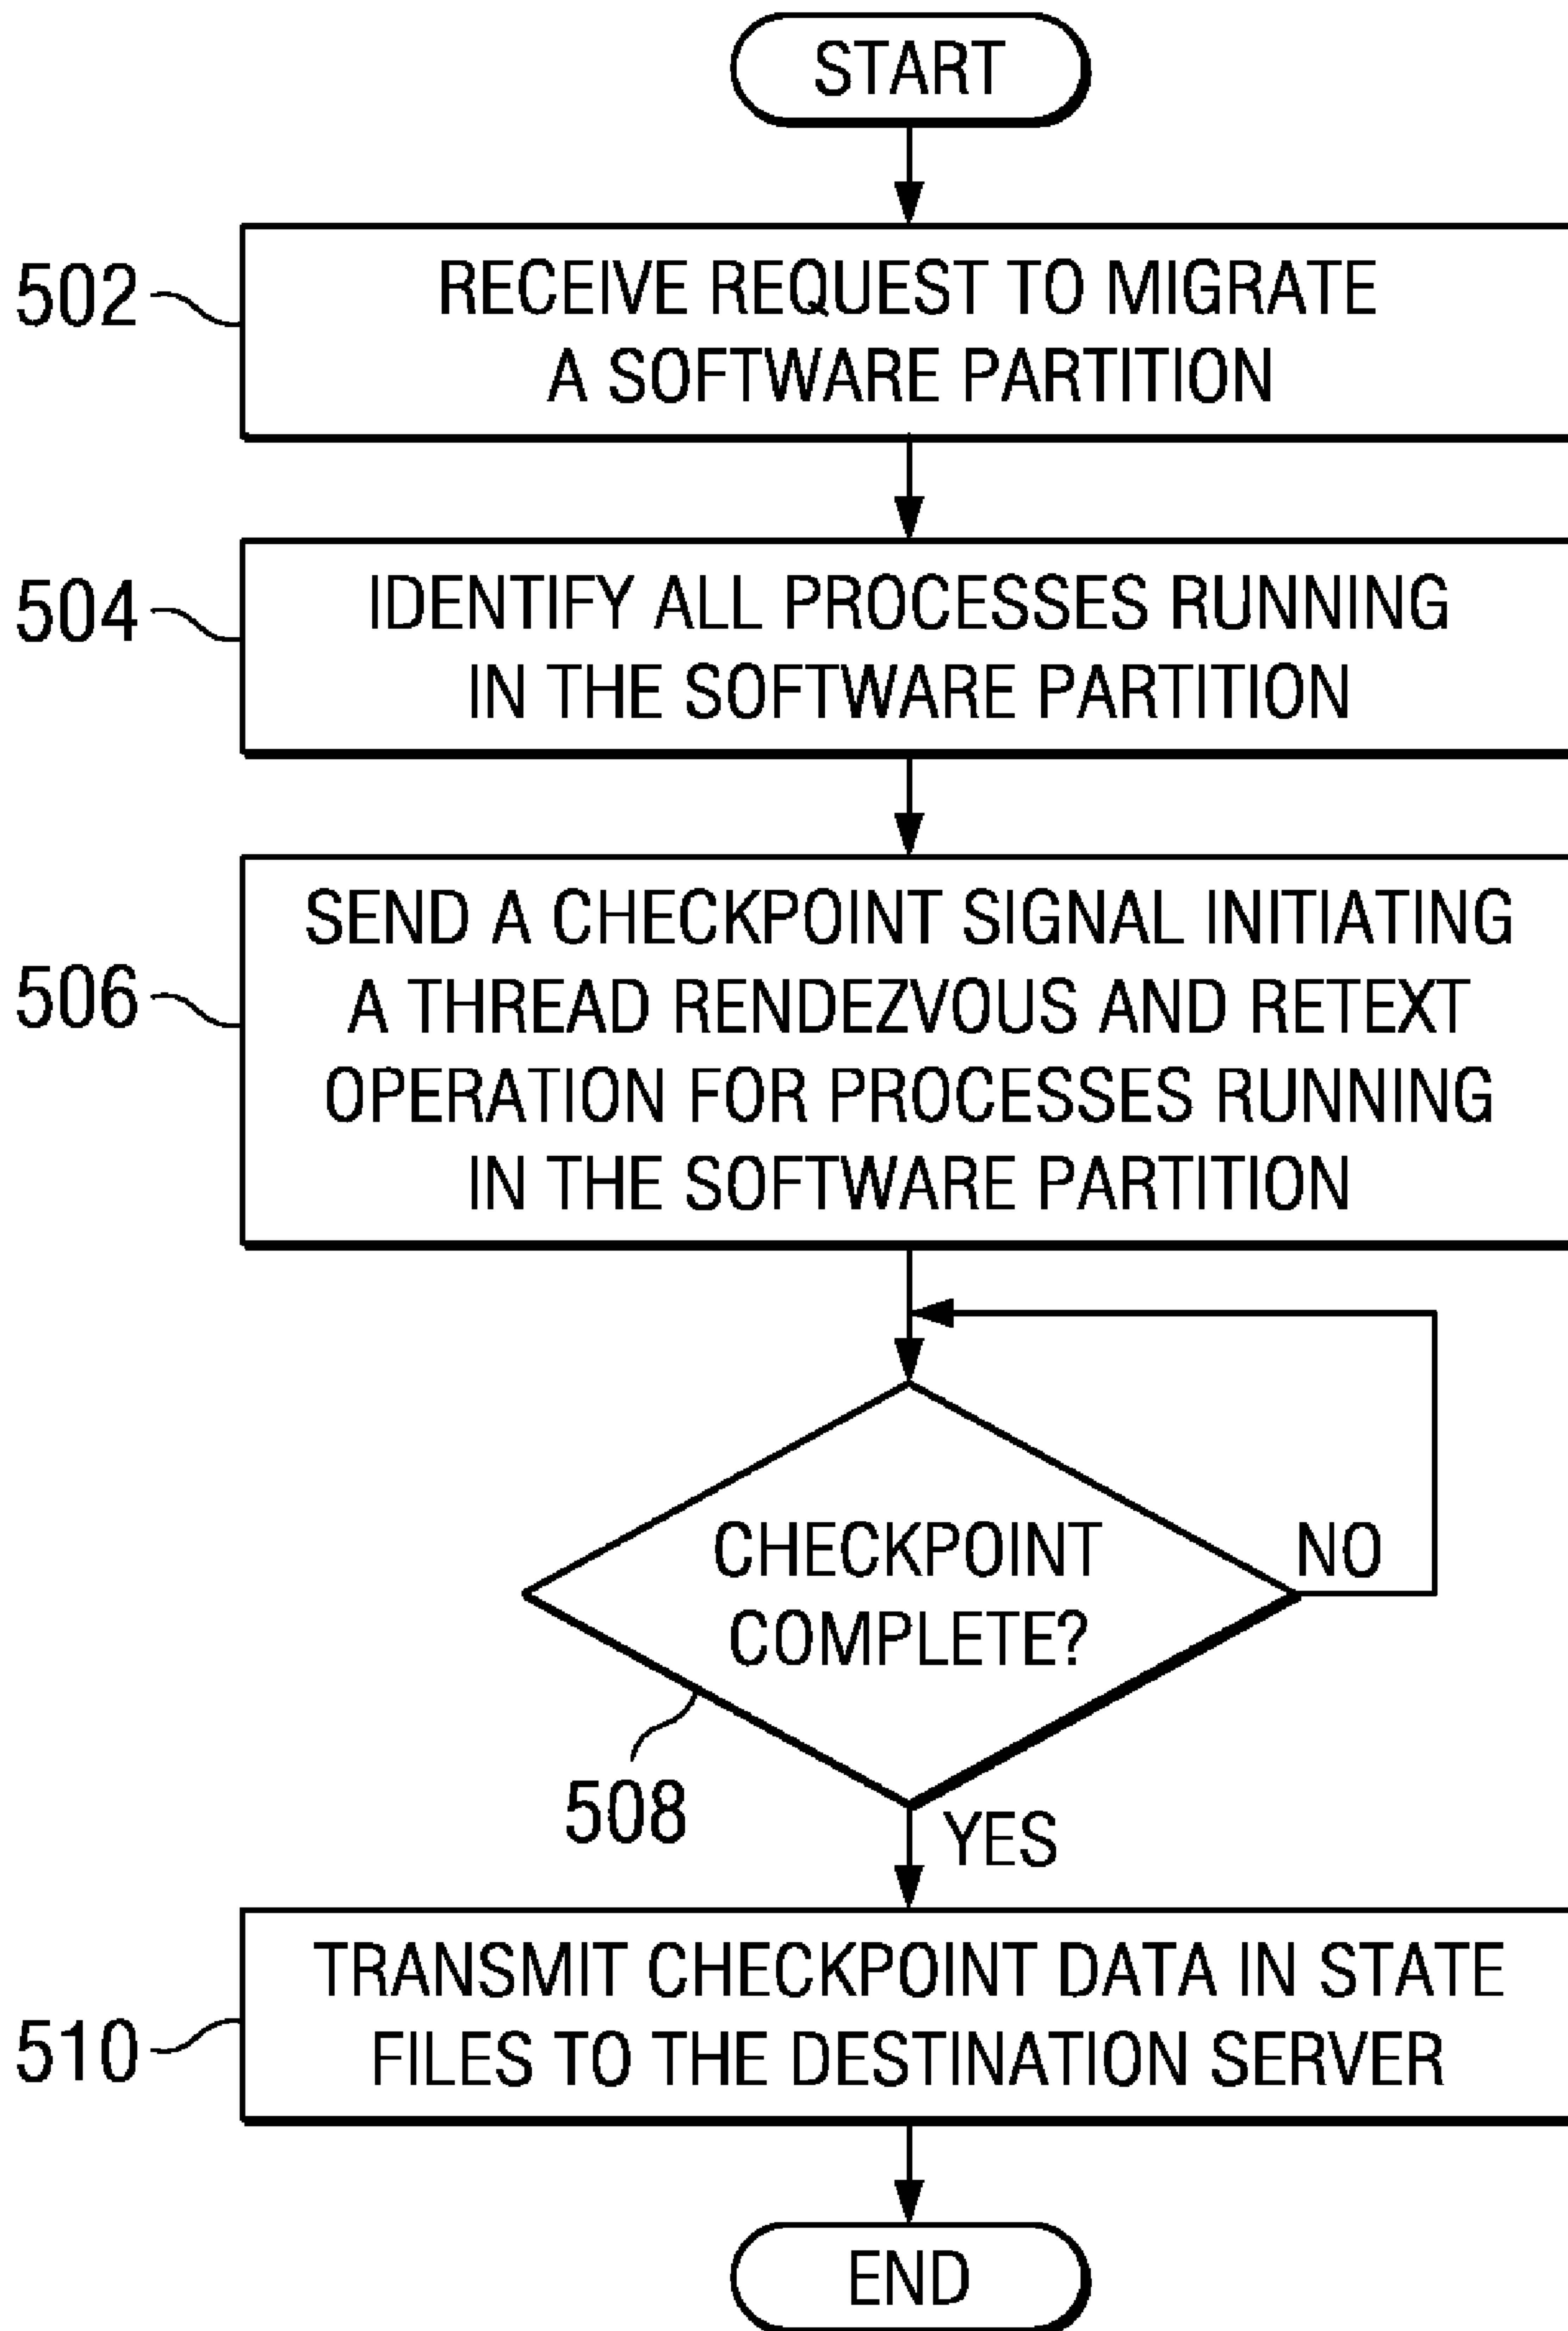 START
502
RECEIVE REQUEST TO MIGRATE
A SOFTWARE PARTITION
504
IDENTIFY ALL PROCESSES RUNNING
IN THE SOFTWARE PARTITION
506
SEND A CHECKPOINT SIGNAL INITIATING
A THREAD RENDEZVOUS AND RETEXT
OPERATION FOR PROCESSES RUNNING
IN THE SOFTWARE PARTITION
CHECKPOINT
COMPLETE?
NO
508
YES
510
TRANSMIT CHECKPOINT DATA IN STATE
FILES TO THE DESTINATION SERVER
END